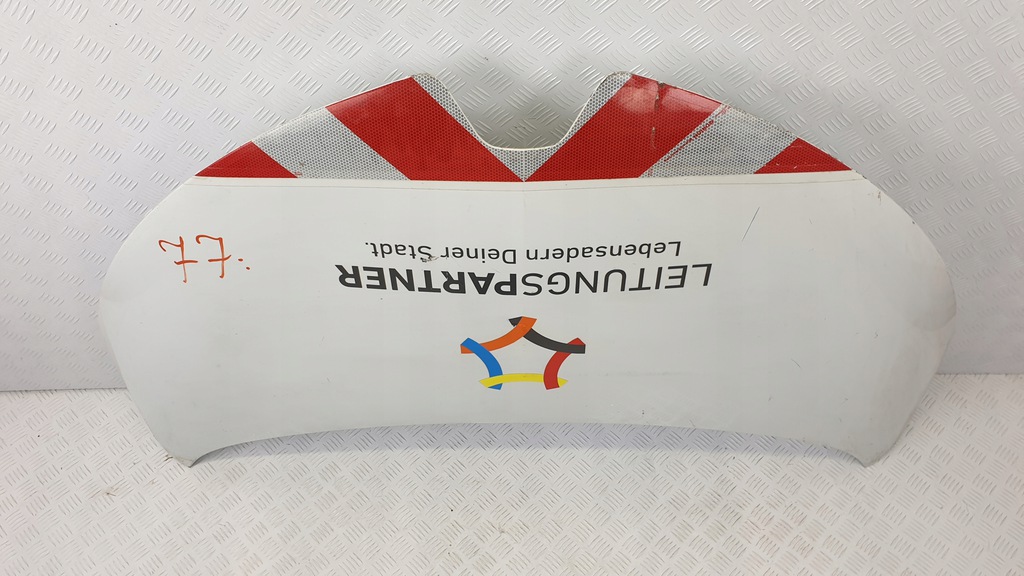 77.
LEITUNGSPARTNER
Lebensadern Deiner Stadt.